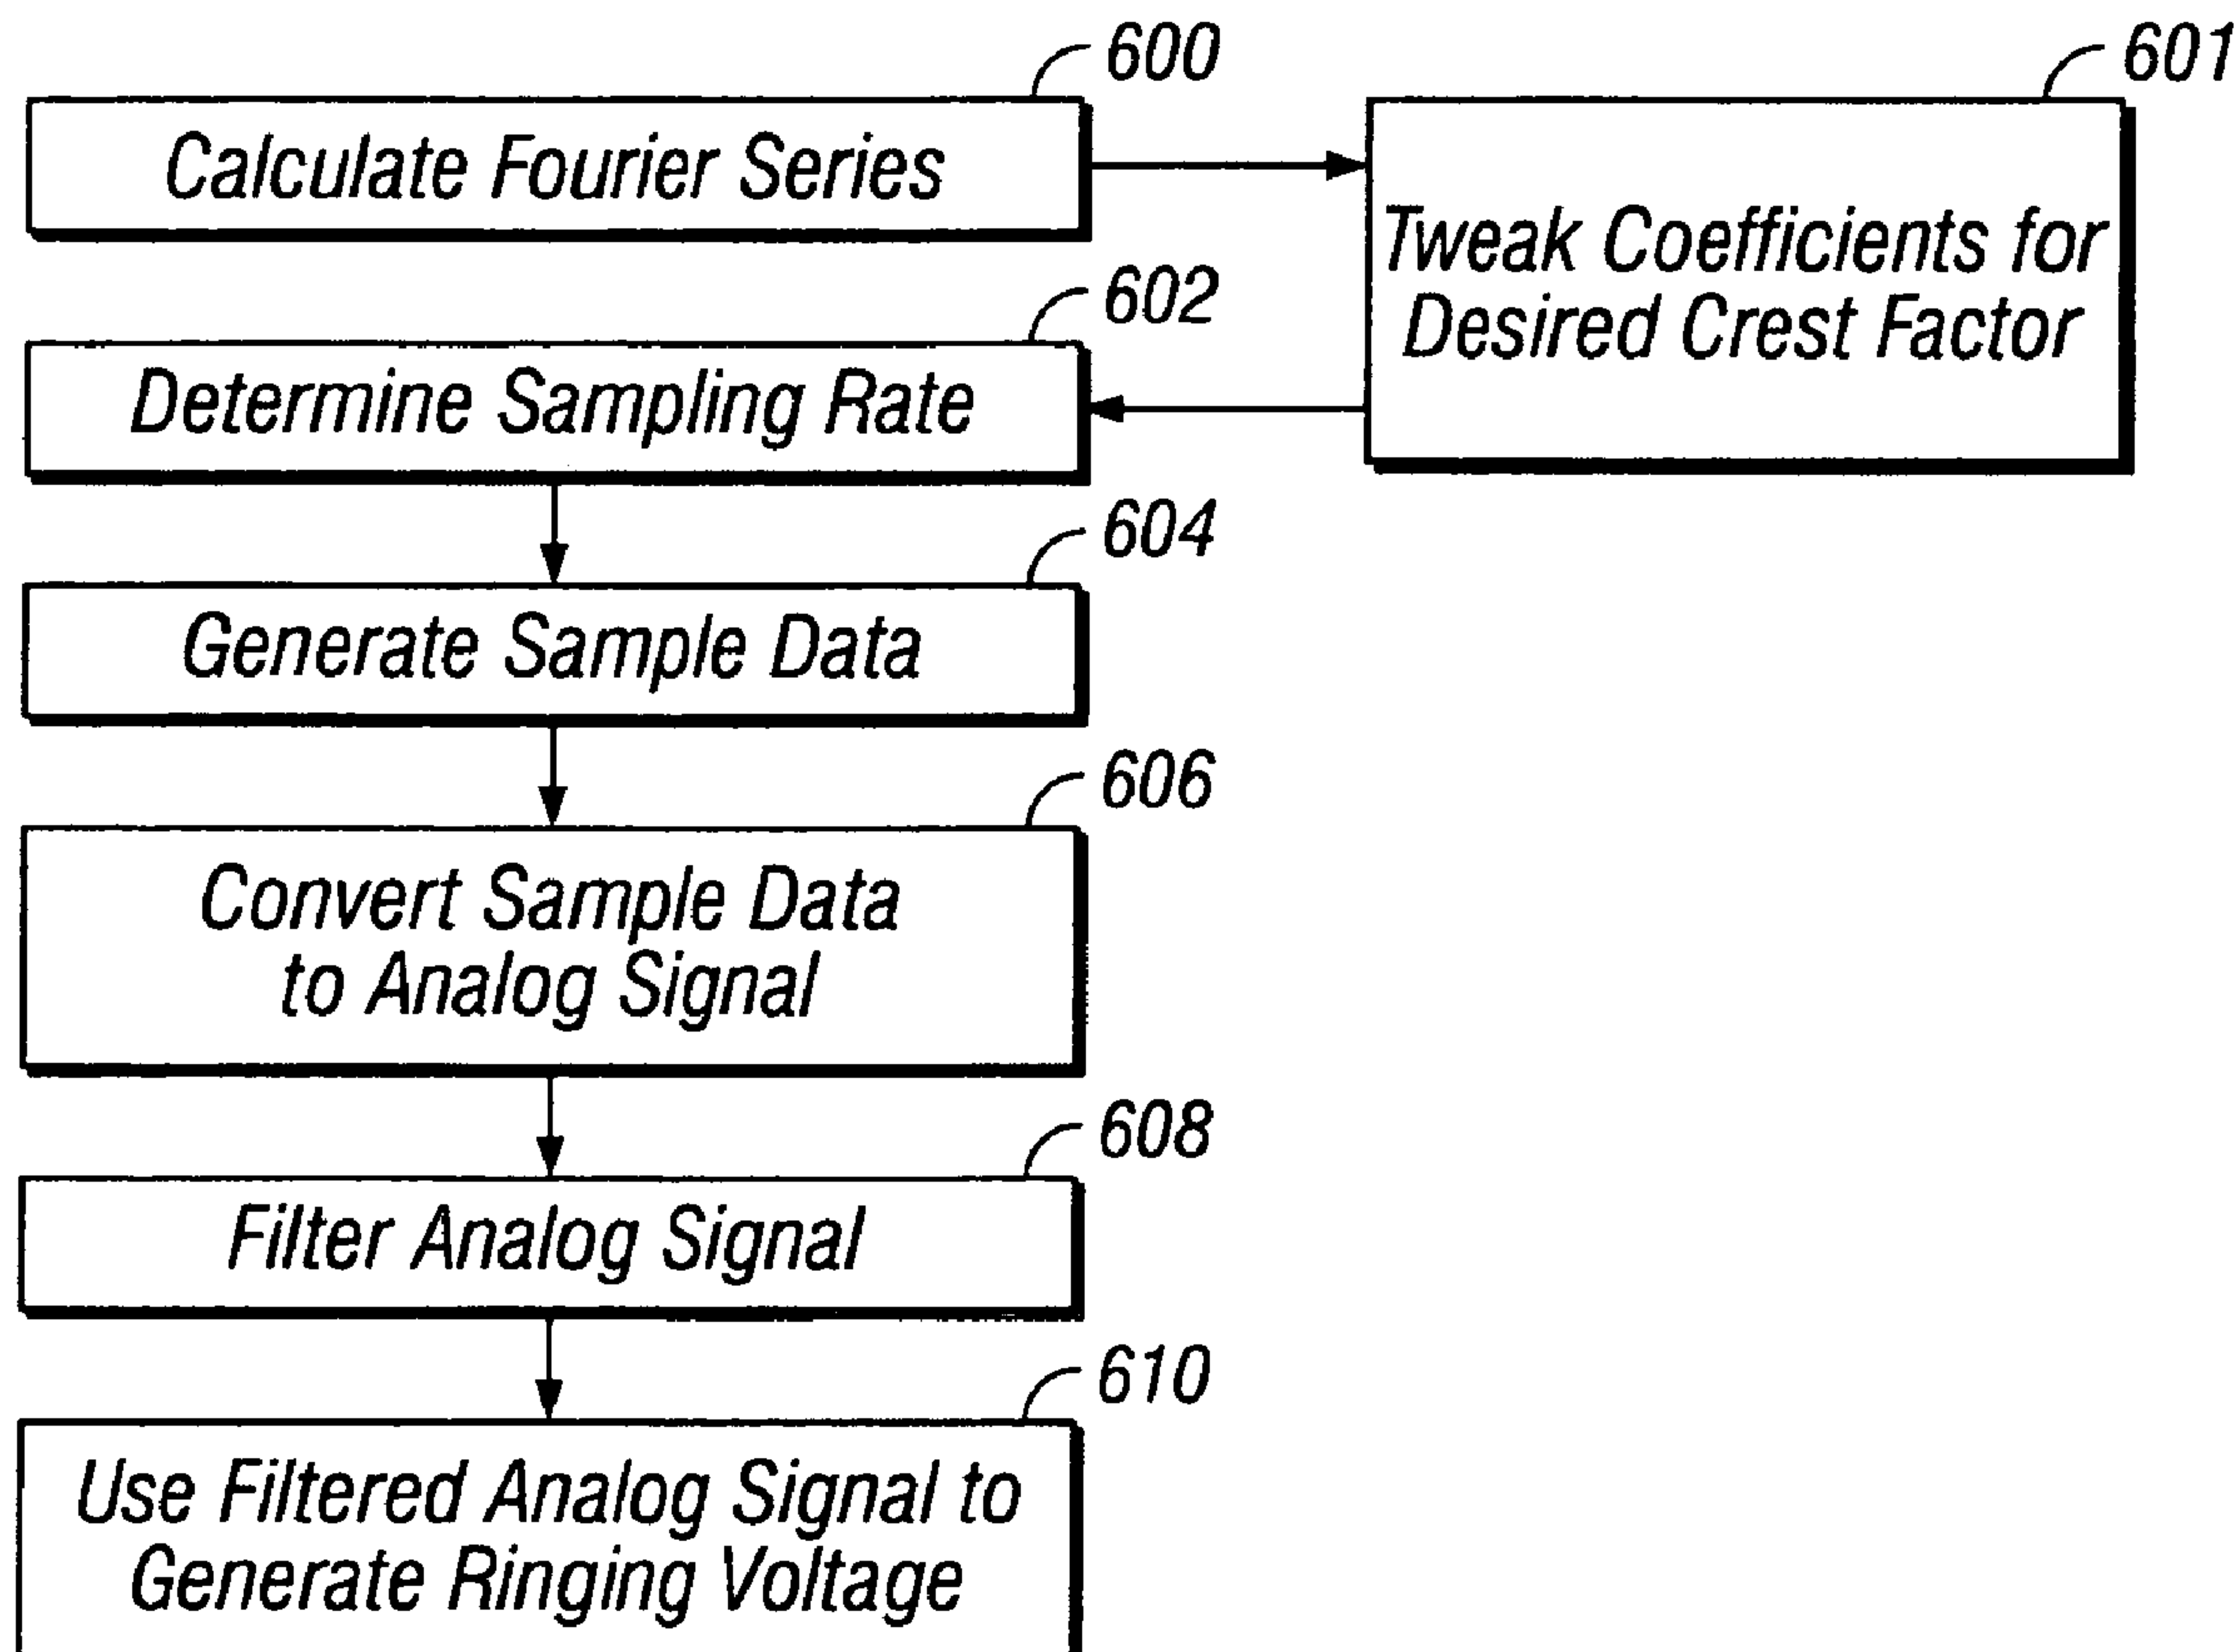 600
Calculate Fourier Series
601
Tweak Coefficients for
Desired Crest Factor
602
Determine Sampling Rate
604
Generate Sample Data
606
Convert Sample Data
to Analog Signal
608
Filter Analog Signal
610
Use Filtered Analog Signal to
Generate Ringing Voltage